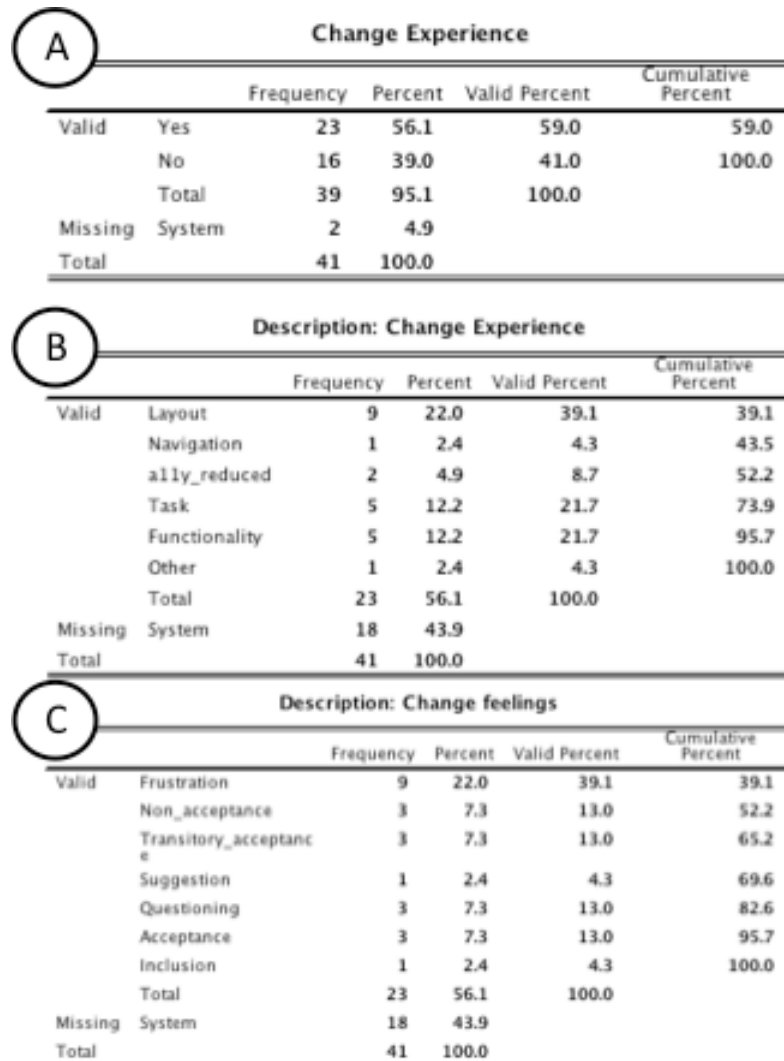 A
Change Experience
Frequency Percent Valid Percent Cumulative Percent
Valid Yes 23 56.1 59.0 59.0
No 16 39.0 41.0 100.0
Total 39 95.1 100.0
Missing System 2 4.9
Total 41 100.0
B
Description: Change Experience
Frequency Percent Valid Percent Cumulative Percent
Valid Layout 9 22.0 39.1 39.1
Navigation 1 2.4 4.3 43.5
a11y_reduced 2 4.9 8.7 52.2
Task 5 12.2 21.7 73.9
Functionality 5 12.2 21.7 95.7
Other 1 2.4 4.3 100.0
Total 23 56.1 100.0
Missing System 18 43.9
Total 41 100.0
C
Description: Change feelings
Frequency Percent Valid Percent Cumulative Percent
Valid Frustration 9 22.0 39.1 39.1
Non_acceptance 3 7.3 13.0 52.2
Transitory_acceptanc 3 7.3 13.0 65.2
e
Suggestion 1 2.4 4.3 69.6
Questioning 3 7.3 13.0 82.6
Acceptance 3 7.3 13.0 95.7
Inclusion 1 2.4 4.3 100.0
Total 23 56.1 100.0
Missing System 18 43.9
Total 41 100.0